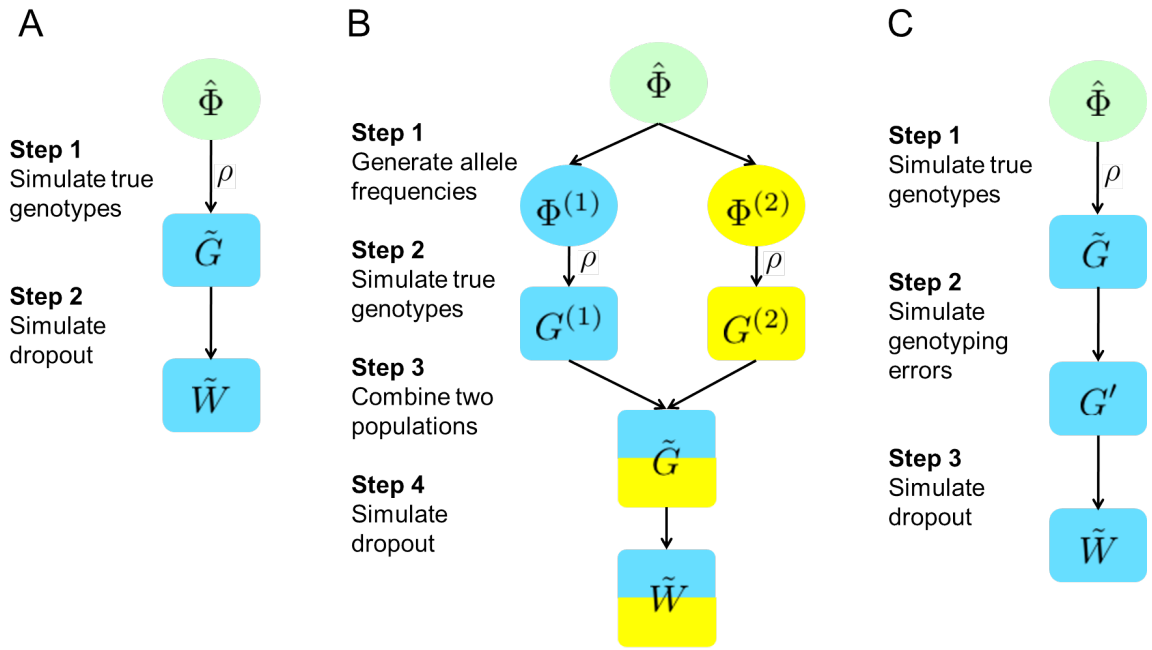 A
Φ̂
Step 1
Simulate true
genotypes
ρ
G̃
Step 2
Simulate
dropout
W̃
B
Φ̂
Step 1
Generate allele
frequencies
Φ(1)
Φ(2)
Step 2
Simulate true
genotypes
ρ
ρ
G(1)
G(2)
Step 3
Combine two
populations
G̃
Step 4
Simulate
dropout
W̃
C
Φ̂
Step 1
Simulate true
genotypes
ρ
G̃
Step 2
Simulate
genotyping
errors
G′
Step 3
Simulate
dropout
W̃